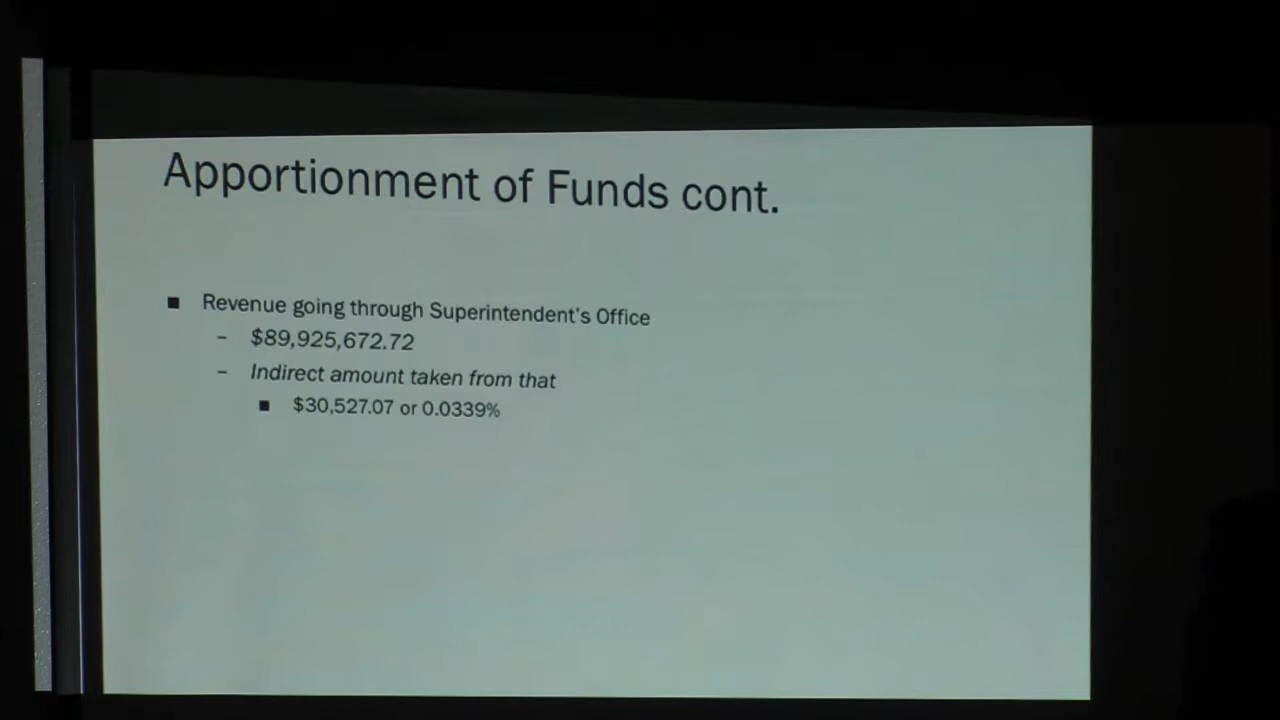 Apportionment of Funds cont.
■ Revenue going through Superintendent's Office
– $89,925,672.72
– Indirect amount taken from that
■ $30,527.07 or 0.0339%